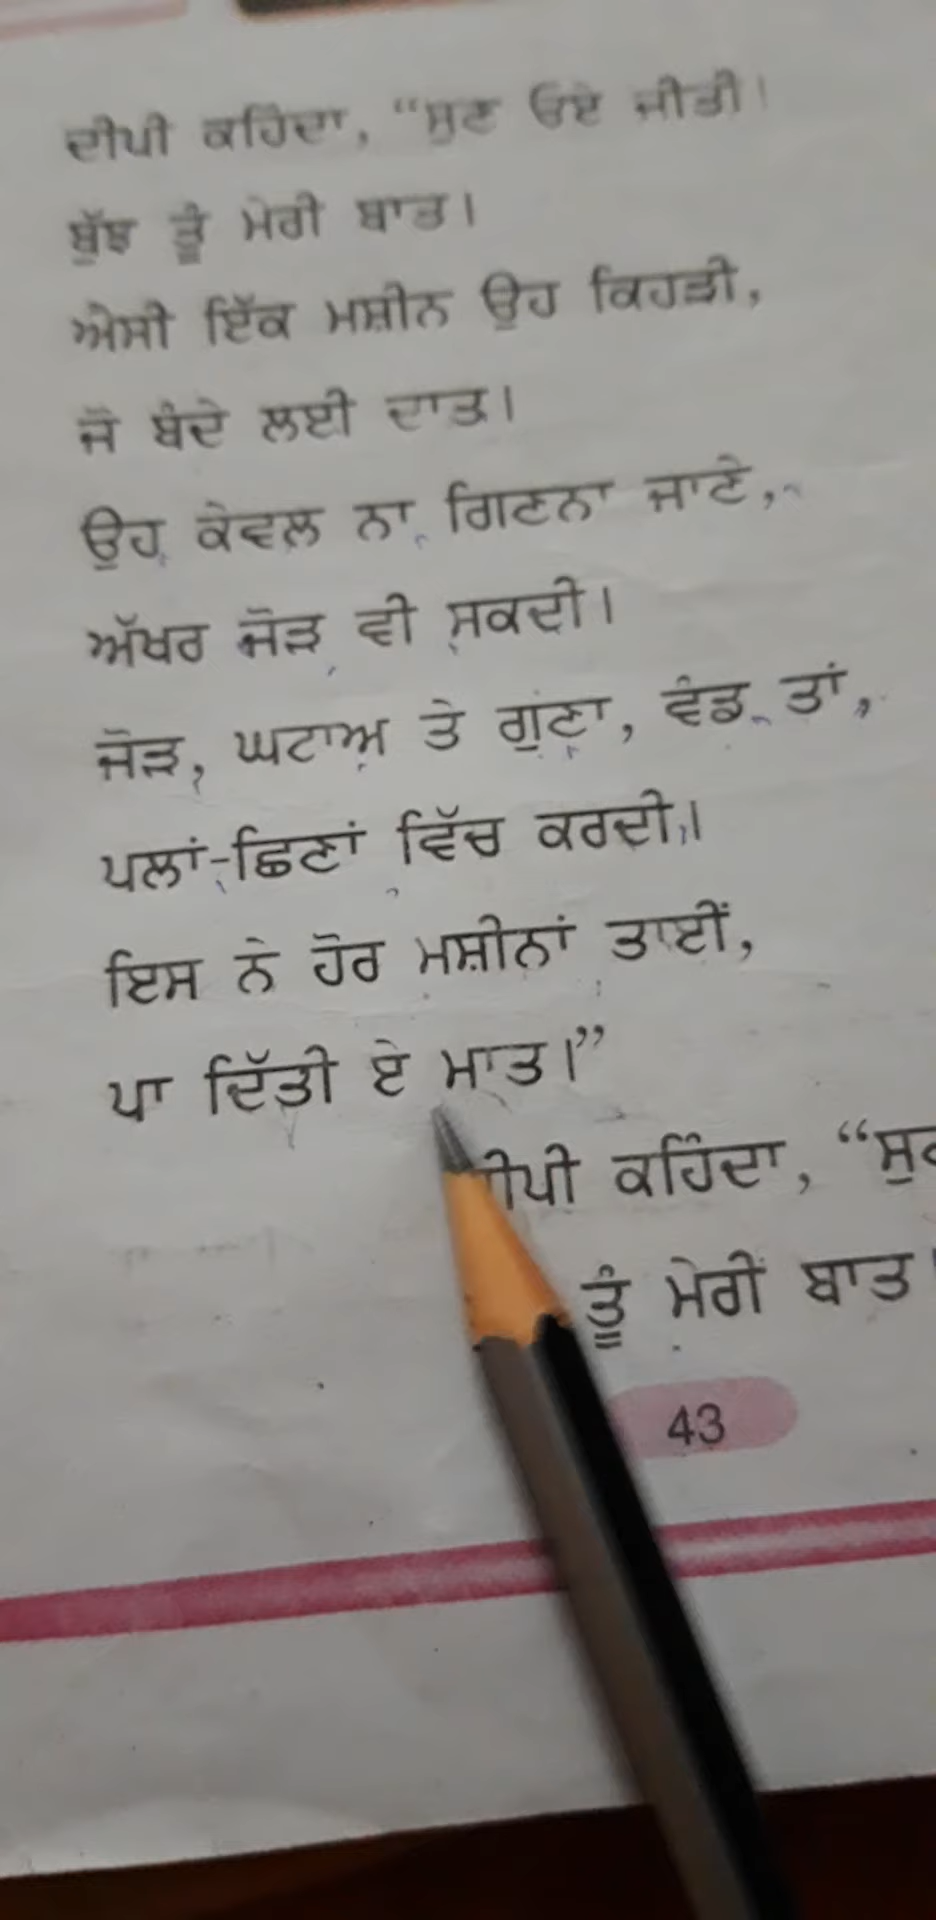 ਦੀਪੀ ਕਹਿੰਦਾ, “ਸੁਣ ਓਏ ਜੀਤੀ।
ਬੁੱਝ ਤੂੰ ਮੇਰੀ ਬਾਤ।
ਐਸੀ ਇੱਕ ਮਸ਼ੀਨ ਉਹ ਕਿਹੜੀ,
ਜੋ ਬੰਦੇ ਲਈ ਦਾਤ।
ਉਹ ਕੇਵਲ ਨਾ ਗਿਣਨਾ ਜਾਣੇ,
ਅੱਖਰ ਜੋੜ ਵੀ ਸਕਦੀ।
ਜੋੜ, ਘਟਾਅ ਤੇ ਗੁਣਾ, ਵੰਡ ਤਾਂ,
ਪਲਾਂ-ਛਿਣਾਂ ਵਿੱਚ ਕਰਦੀ।
ਇਸ ਨੇ ਹੋਰ ਮਸ਼ੀਨਾਂ ਤਾਈਂ,
ਪਾ ਦਿੱਤੀ ਏ ਮਾਤ।”
ਕਹਿੰਦਾ, “
ਤੂੰ ਮੇਰੀ ਬਾਤ।
43